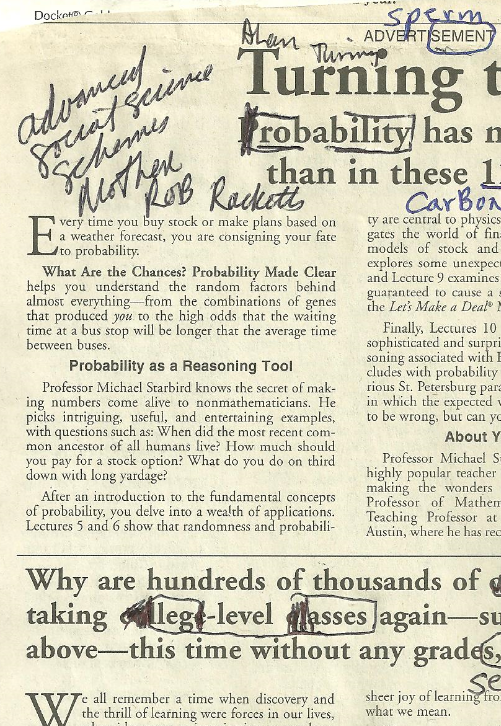 Docket
sperm
ADVERTISEMENT
Alan Turing
Turning t
advanced
social science
schemes
Mother
Rob Racketts
Probability has n
than in these 1
Carbon
Every time you buy stock or make plans based on
a weather forecast, you are consigning your fate
to probability.
What Are the Chances? Probability Made Clear
helps you understand the random factors behind
almost everything—from the combinations of genes
that produced you to the high odds that the waiting
time at a bus stop will be longer that the average time
between buses.
Probability as a Reasoning Tool
Professor Michael Starbird knows the secret of mak-
ing numbers come alive to nonmathematicians. He
picks intriguing, useful, and entertaining examples,
with questions such as: When did the most recent com-
mon ancestor of all humans live? How much should
you pay for a stock option? What do you do on third
down with long yardage?
After an introduction to the fundamental concepts
of probability, you delve into a wealth of applications.
Lectures 5 and 6 show that randomness and probabili-
ty are central to physics
gates the world of fin
models of stock and
explores some unexpec
and Lecture 9 examines
guaranteed to cause a s
the Let's Make a Deal®
Finally, Lectures 10
sophisticated and surpri
soning associated with
cludes with probability
rious St. Petersburg par
in which the expected v
to be wrong, but can yo
About Y
Professor Michael S
highly popular teacher
making the wonders
Professor of Mathem
Teaching Professor at
Austin, where he has rec
Why are hundreds of thousands of
taking llege-level lasses again—su
above—this time without any grades,
se
We all remember a time when discovery and
the thrill of learning were forces in our lives,
sheer joy of learning fro
what we mean.